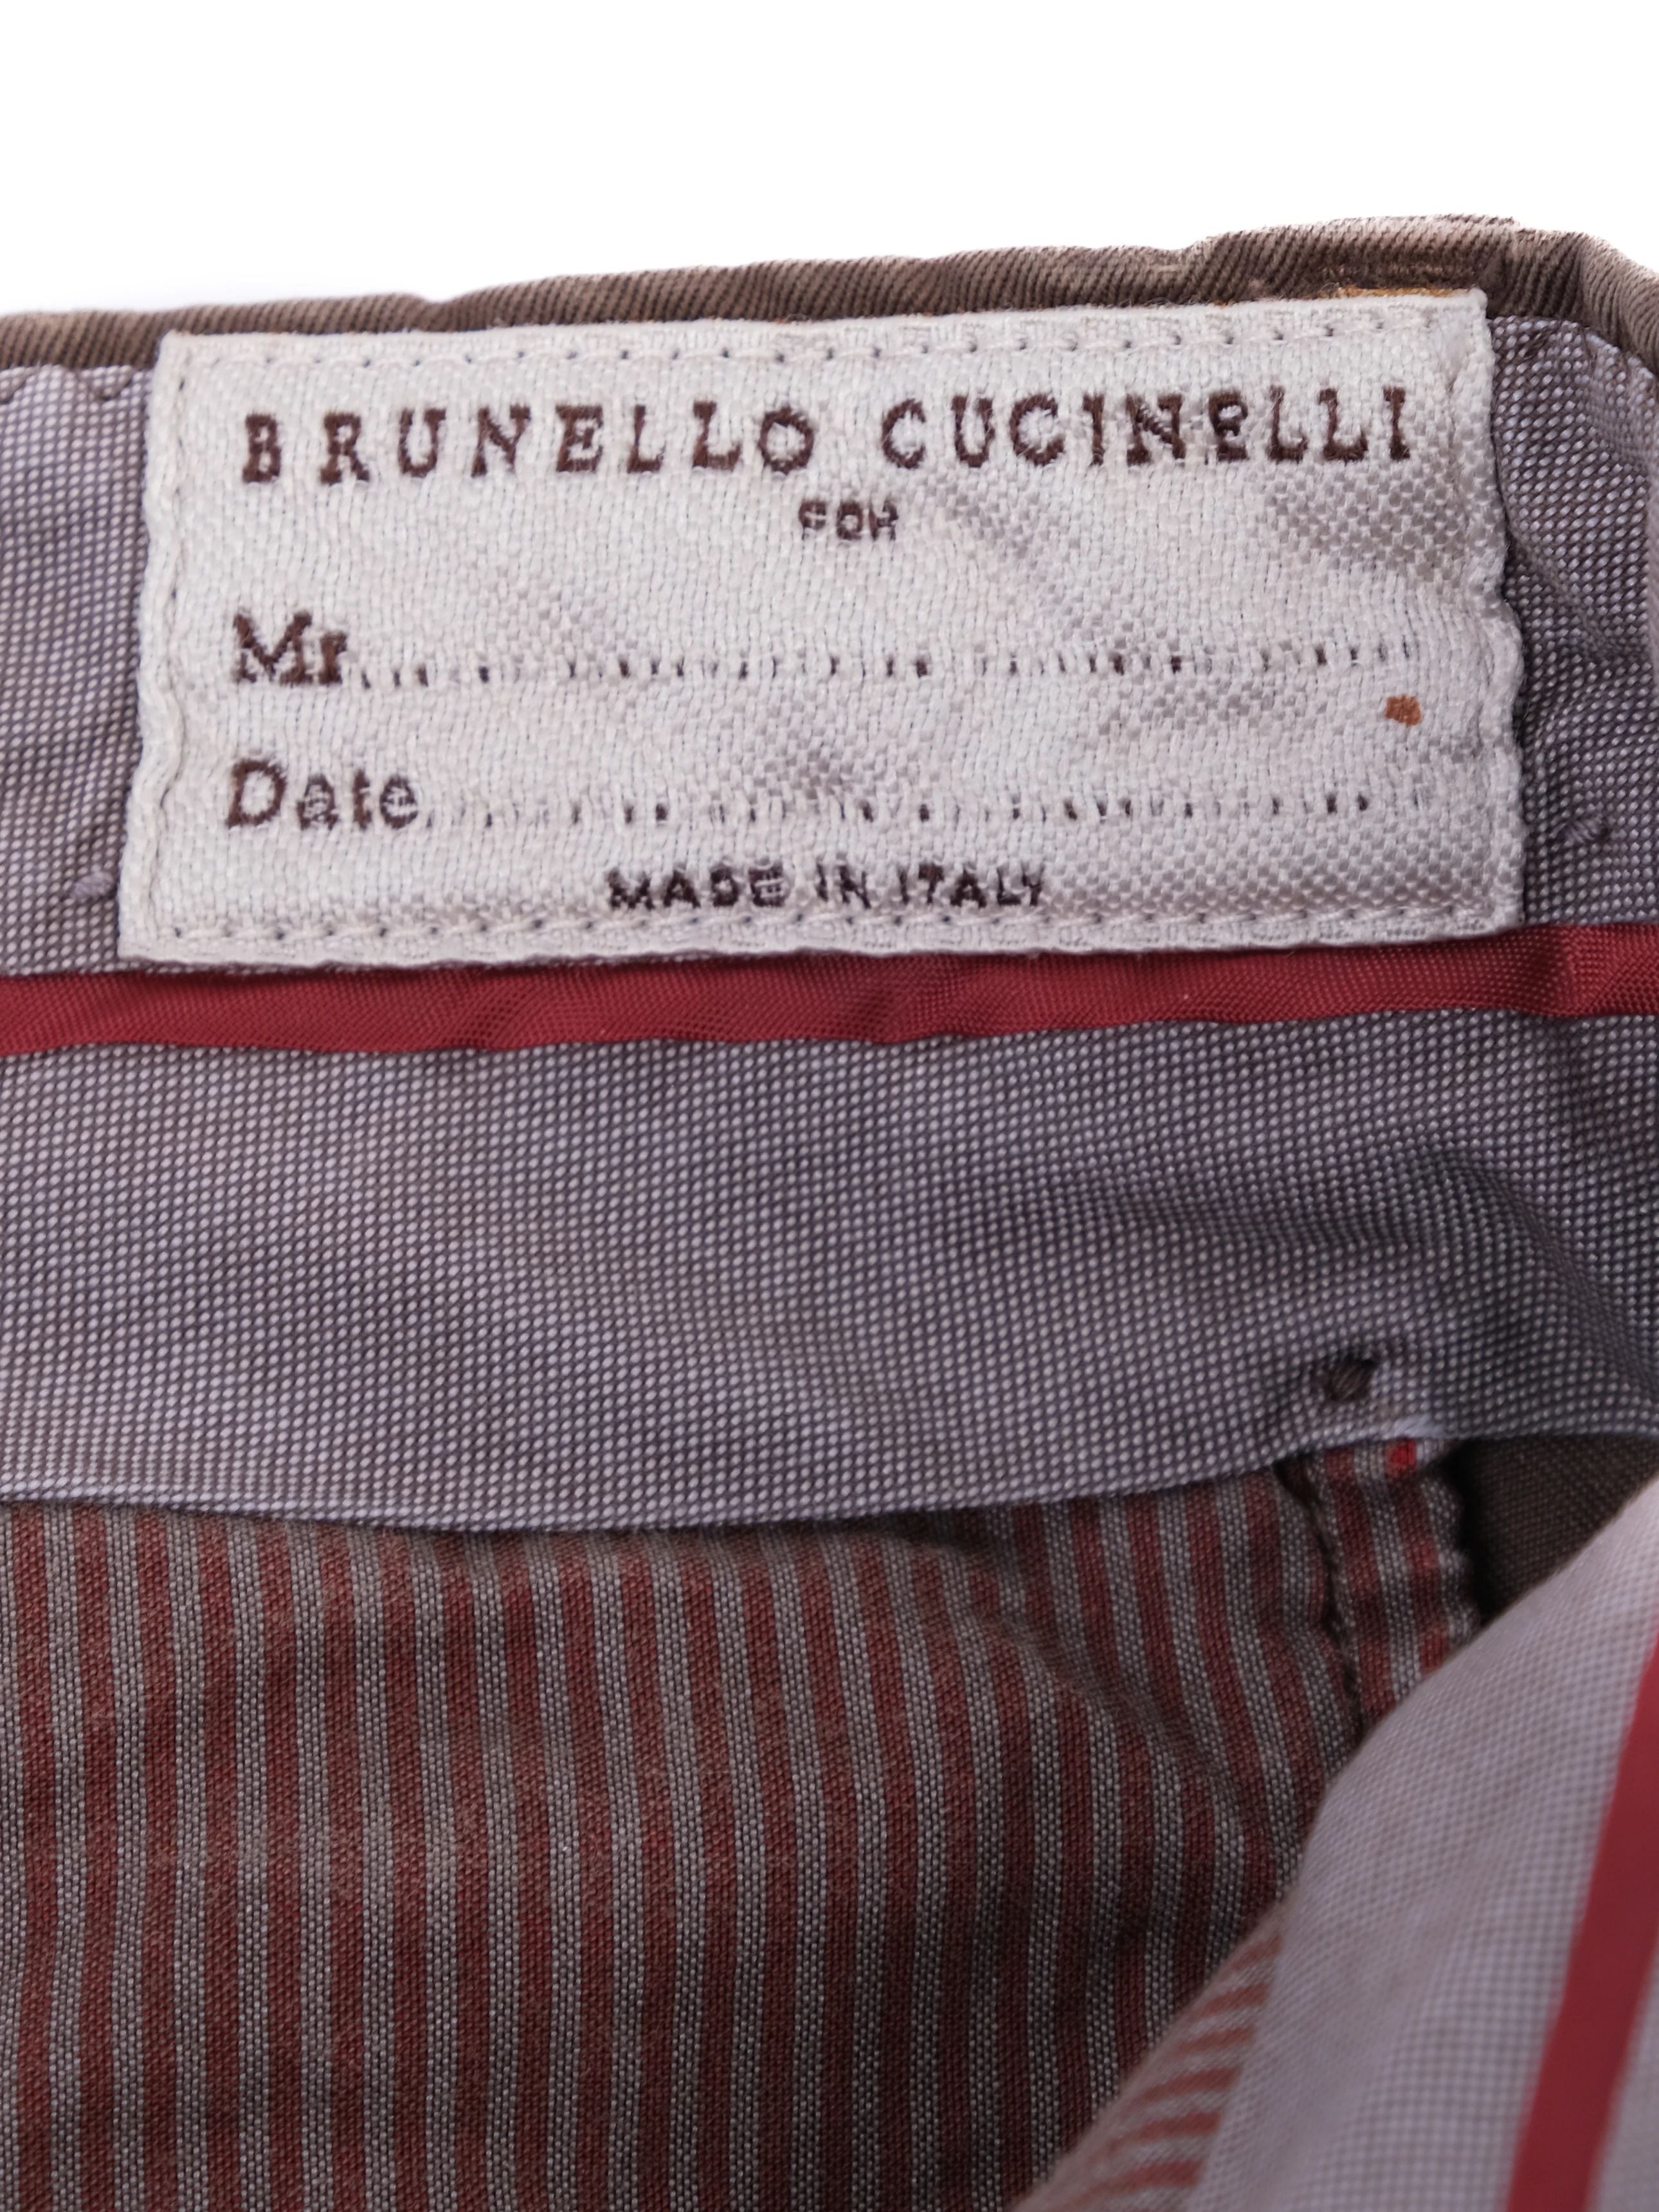 BRUNELLO CUCINELLI
FOR
Mr..........................................
Date..........................................
MADE IN ITALY